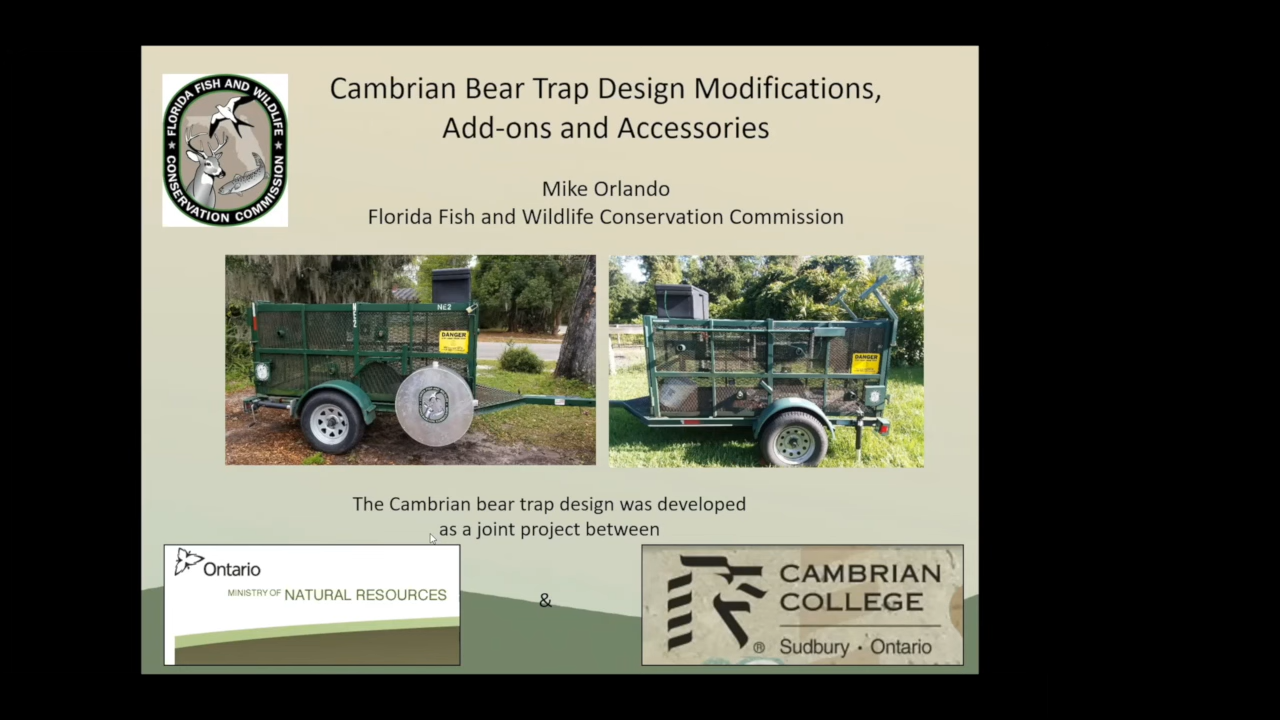 FLORIDA FISH AND WILDLIFE
CONSERVATION COMMISSION
Cambrian Bear Trap Design Modifications,
Add-ons and Accessories
Mike Orlando
Florida Fish and Wildlife Conservation Commission
NE2
DANGER
DANGER
The Cambrian bear trap design was developed
as a joint project between
Ontario
MINISTRY OF NATURAL RESOURCES
&
CAMBRIAN
COLLEGE
® Sudbury • Ontario